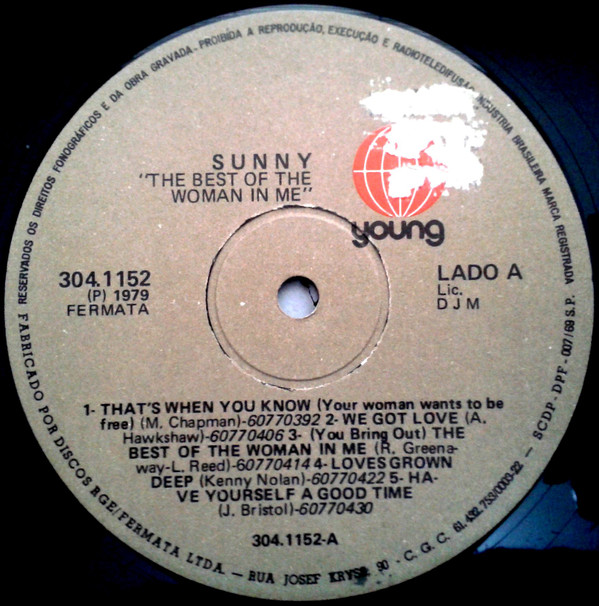 RESERVADOS OS DIREITOS FONOGRÁFICOS E DA OBRA GRAVADA. PROIBIDA A REPRODUÇÃO, EXECUÇÃO E RADIOTELEDIFUSÃO INDÚSTRIA BRASILEIRA MARCA REGISTRADA
SUNNY
"THE BEST OF THE
WOMAN IN ME"
young
304.1152
(P) 1979
FERMATA
LADO A
Lic.
DJM
1- THAT'S WHEN YOU KNOW (Your woman wants to be
free) (M. Chapman)-60770392 2- WE GOT LOVE (A.
Hawkshaw)-60770406 3- (You Bring Out) THE
BEST OF THE WOMAN IN ME (R. Greena-
way-L. Reed)-60770414 4- LOVES GROWN
DEEP (Kenny Nolan)-60770422 5- HA-
VE YOURSELF A GOOD TIME
(J. Bristol)-60770430
304.1152-A
FABRICADO POR DISCOS RGE/FERMATA LTDA. — RUA JOSEF 90 - C. G. C. 61.432.753/0003-22 — SCDP - DPF - 007/69 S.P.